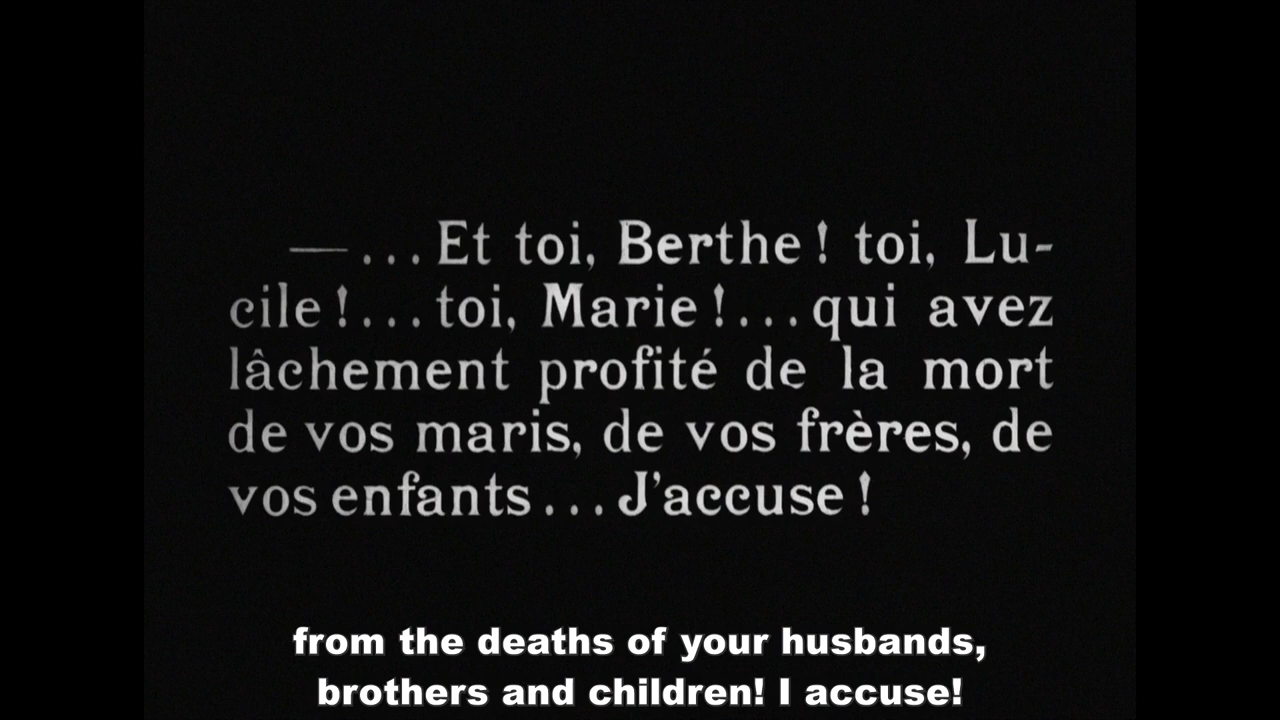 —...Et toi, Berthe! toi, Lu-
cile!...toi, Marie!...qui avez
lâchement profité de la mort
de vos maris, de vos frères, de
vos enfants...J'accuse!
from the deaths of your husbands,
brothers and children! I accuse!